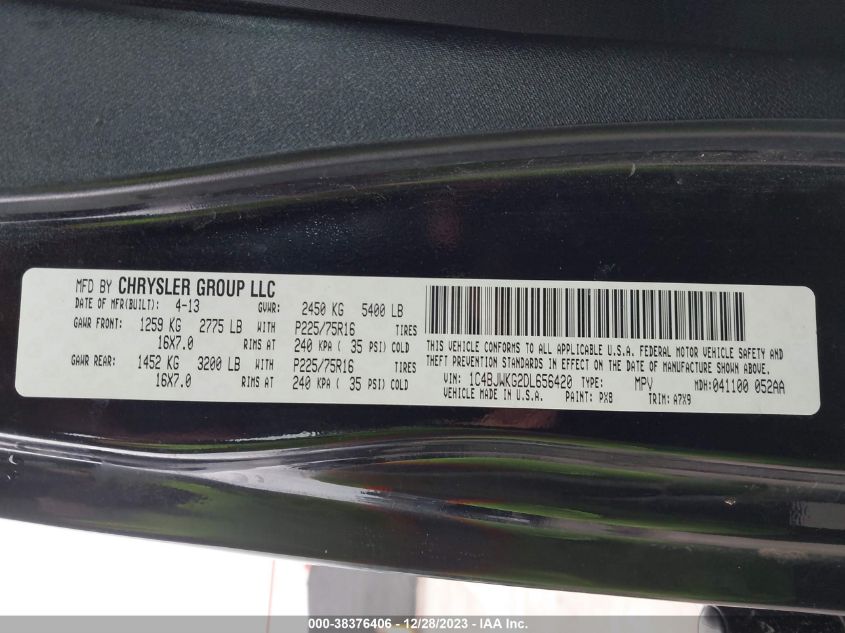 MFD BY CHRYSLER GROUP LLC
DATE OF MFR(BUILT): 4-13 GVWR: 2450 KG 5400 LB
GAWR FRONT: 1259 KG 2775 LB WITH P225/75R16 TIRES
16X7.0 RIMS AT 240 KPA ( 35 PSI) COLD
GAWR REAR: 1452 KG 3200 LB WITH P225/75R16 TIRES
16X7.0 RIMS AT 240 KPA ( 35 PSI) COLD
THIS VEHICLE CONFORMS TO ALL APPLICABLE U.S.A. FEDERAL MOTOR VEHICLE SAFETY AND
THEFT PREVENTION STANDARDS IN EFFECT ON THE DATE OF MANUFACTURE SHOWN ABOVE.
VIN: 1C4BJWKG2DL656420 TYPE: MPV MDH: 041100 052AA
VEHICLE MADE IN U.S.A. PAINT: PX8 TRIM: A7X9
000-38376406 - 12/28/2023 - IAA Inc.